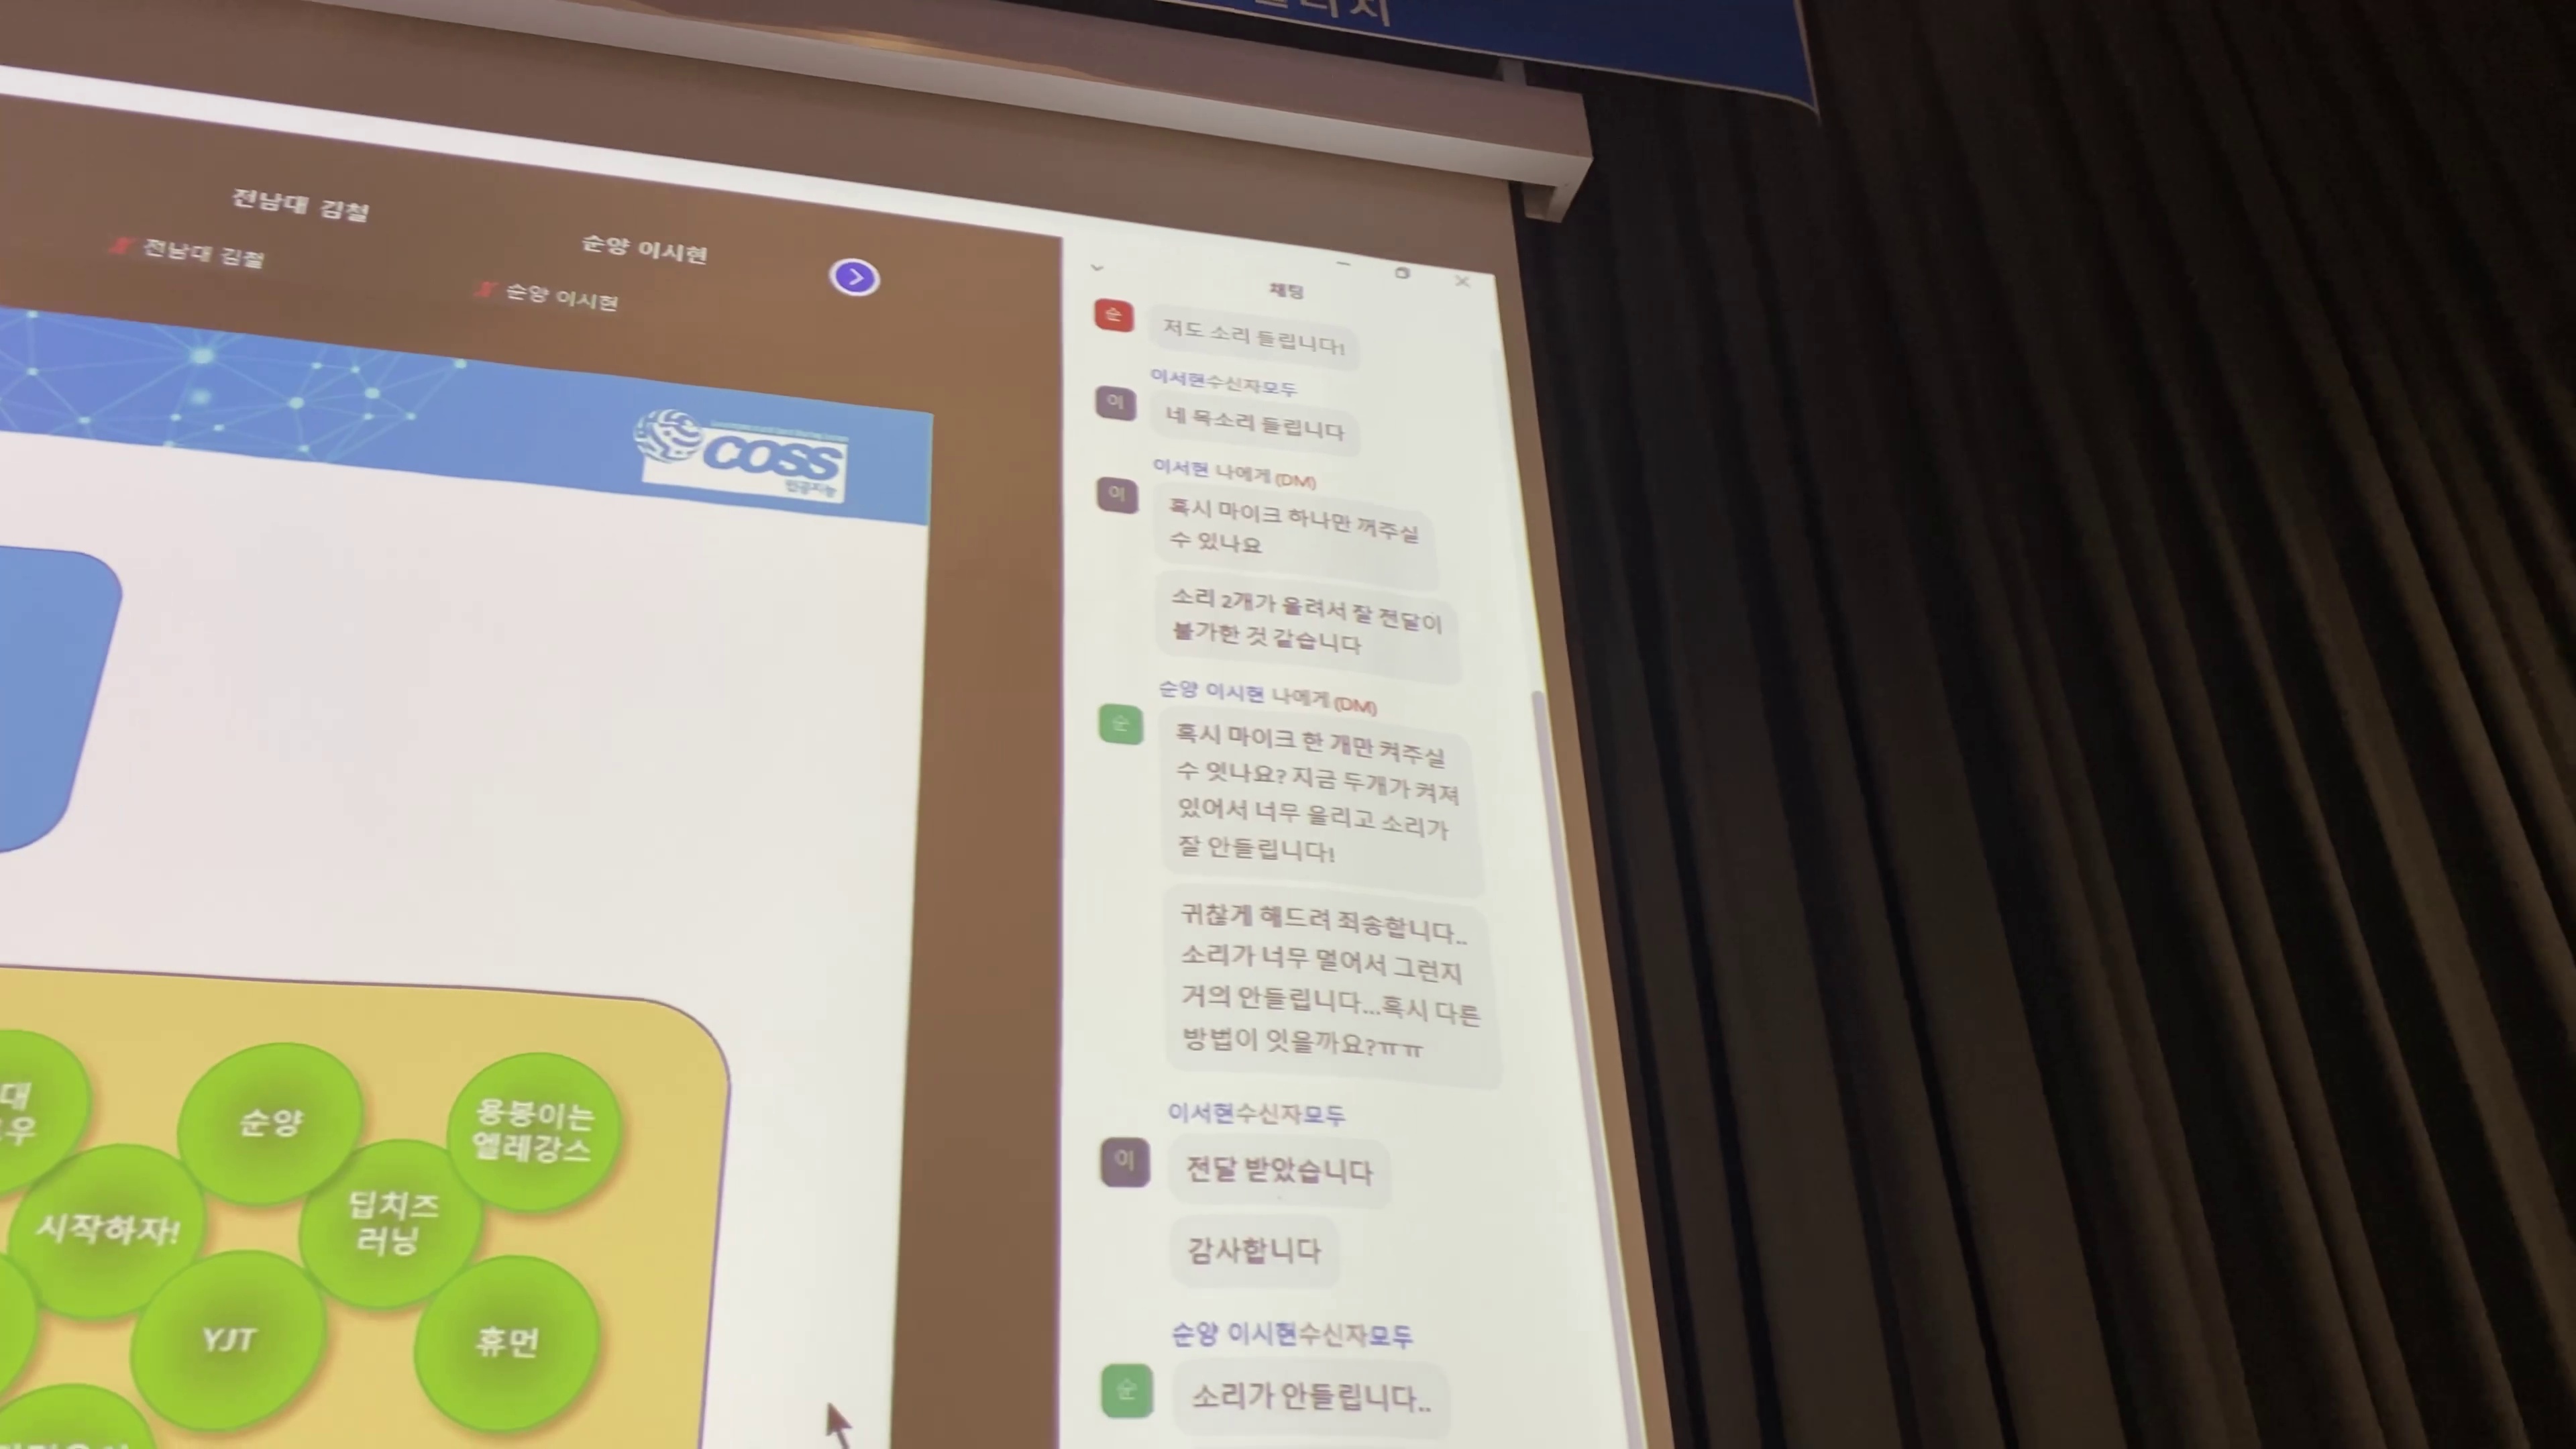 전남대 김철
순양 이시현
전남대 김철
순양 이시현
COSS
인공지능
순양
용봉이는
엘레강스
시작하자!
딥치즈
러닝
YJT
휴먼
채팅
순
저도 소리 들립니다!
이서현수신자모두
이
네 목소리 들립니다
이서현 나에게 (DM)
이
혹시 마이크 하나만 꺼주실
수 있나요
소리 2개가 울려서 잘 전달이
불가한 것 같습니다
순양 이시현 나에게 (DM)
순
혹시 마이크 한 개만 켜주실
수 잇나요? 지금 두개가 켜져
있어서 너무 울리고 소리가
잘 안들립니다!
귀찮게 해드려 죄송합니다..
소리가 너무 멀어서 그런지
거의 안들립니다...혹시 다른
방법이 잇을까요?ㅠㅠ
이서현수신자모두
이
전달 받았습니다
감사합니다
순양 이시현수신자모두
순
소리가 안들립니다..